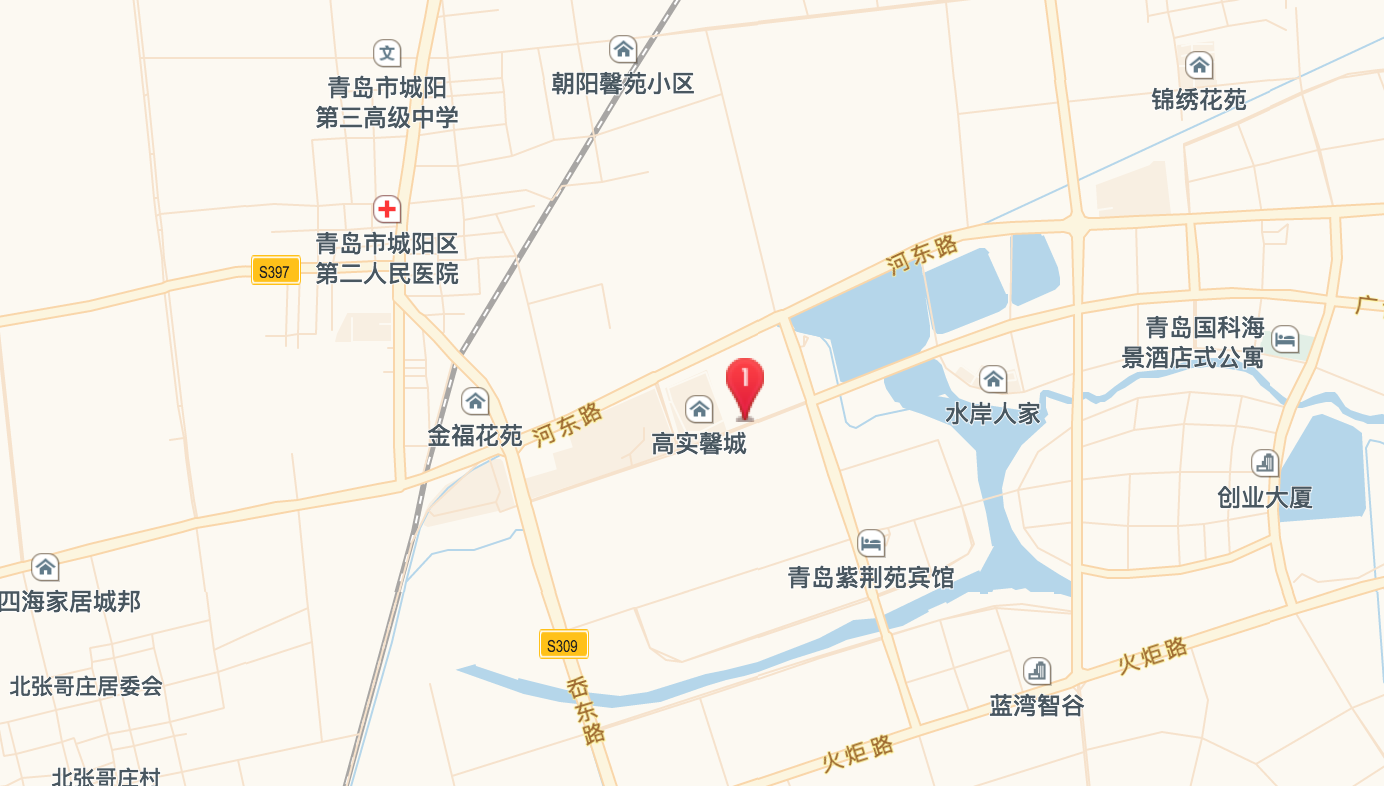 青岛市城阳
第三高级中学
朝阳馨苑小区
锦绣花苑
青岛市城阳区
第二人民医院
S397
河东路
广
青岛国科海
景酒店式公寓
1
水岸人家
金福花苑
河东路
高实馨城
创业大厦
青岛紫荆苑宾馆
四海家居城邦
S309
火炬路
北张哥庄居委会
岙东路
蓝湾智谷
火炬路
北张哥庄村